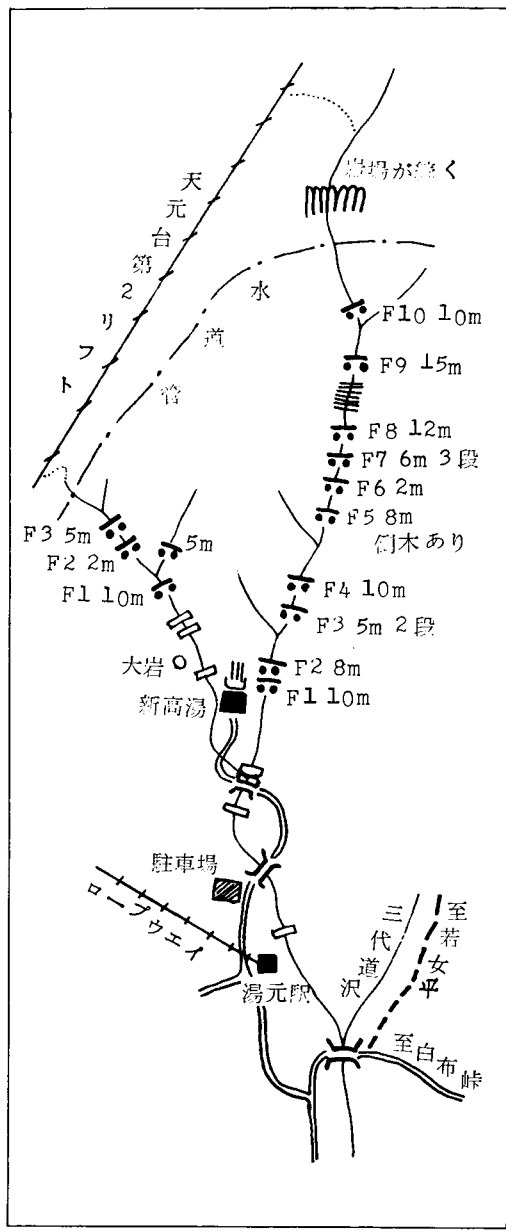 岩場が続く
天元台第2リフト
水道管
F10 10m
F9 15m
F8 12m
F7 6m 3段
F6 2m
F5 8m
倒木あり
F3 5m
F2 2m
5m
F1 10m
F4 10m
F3 5m 2段
大岩
F2 8m
新高湯
F1 10m
駐車場
ロープウエイ
湯元駅
三代道沢
至若女平
至白布峠